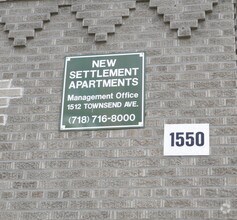 NEW
SETTLEMENT
APARTMENTS
Management Office
1512 TOWNSEND AVE.
(718) 716-8000
1550